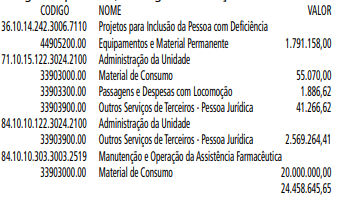 CODIGO NOME VALOR
36.10.14.242.3006.7110 Projetos para Inclusão da Pessoa com Deficiência
44905200.00 Equipamentos e Material Permanente 1.791.158,00
71.10.15.122.3024.2100 Administração da Unidade
33903000.00 Material de Consumo 55.070,00
33903300.00 Passagens e Despesas com Locomoção 1.886,62
33903900.00 Outros Serviços de Terceiros - Pessoa Jurídica 41.266,62
84.10.10.122.3024.2100 Administração da Unidade
33903900.00 Outros Serviços de Terceiros - Pessoa Jurídica 2.569.264,41
84.10.10.303.3003.2519 Manutenção e Operação da Assistência Farmacêutica
33903000.00 Material de Consumo 20.000.000,00
24.458.645,65